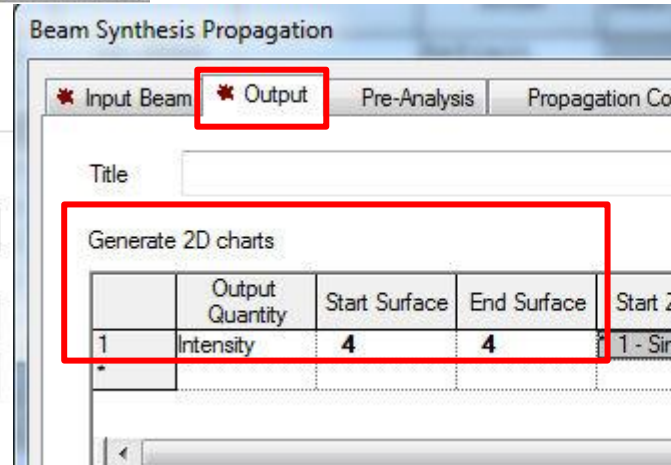 Beam Synthesis Propagation
Input Beam Output Pre-Analysis Propagation Co
Title
Generate 2D charts
Output Quantity Start Surface End Surface Start Z
1 Intensity 4 4 1 - Sin
*